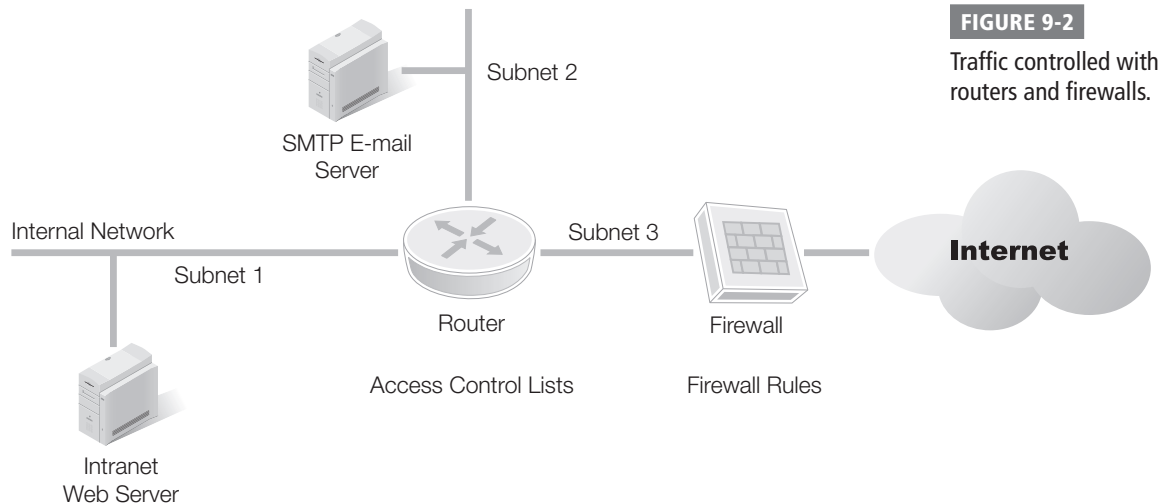 FIGURE 9-2
Traffic controlled with
routers and firewalls.
Subnet 2
SMTP E-mail
Server
Internal Network
Subnet 1
Subnet 3
Internet
Router
Firewall
Access Control Lists
Firewall Rules
Intranet
Web Server